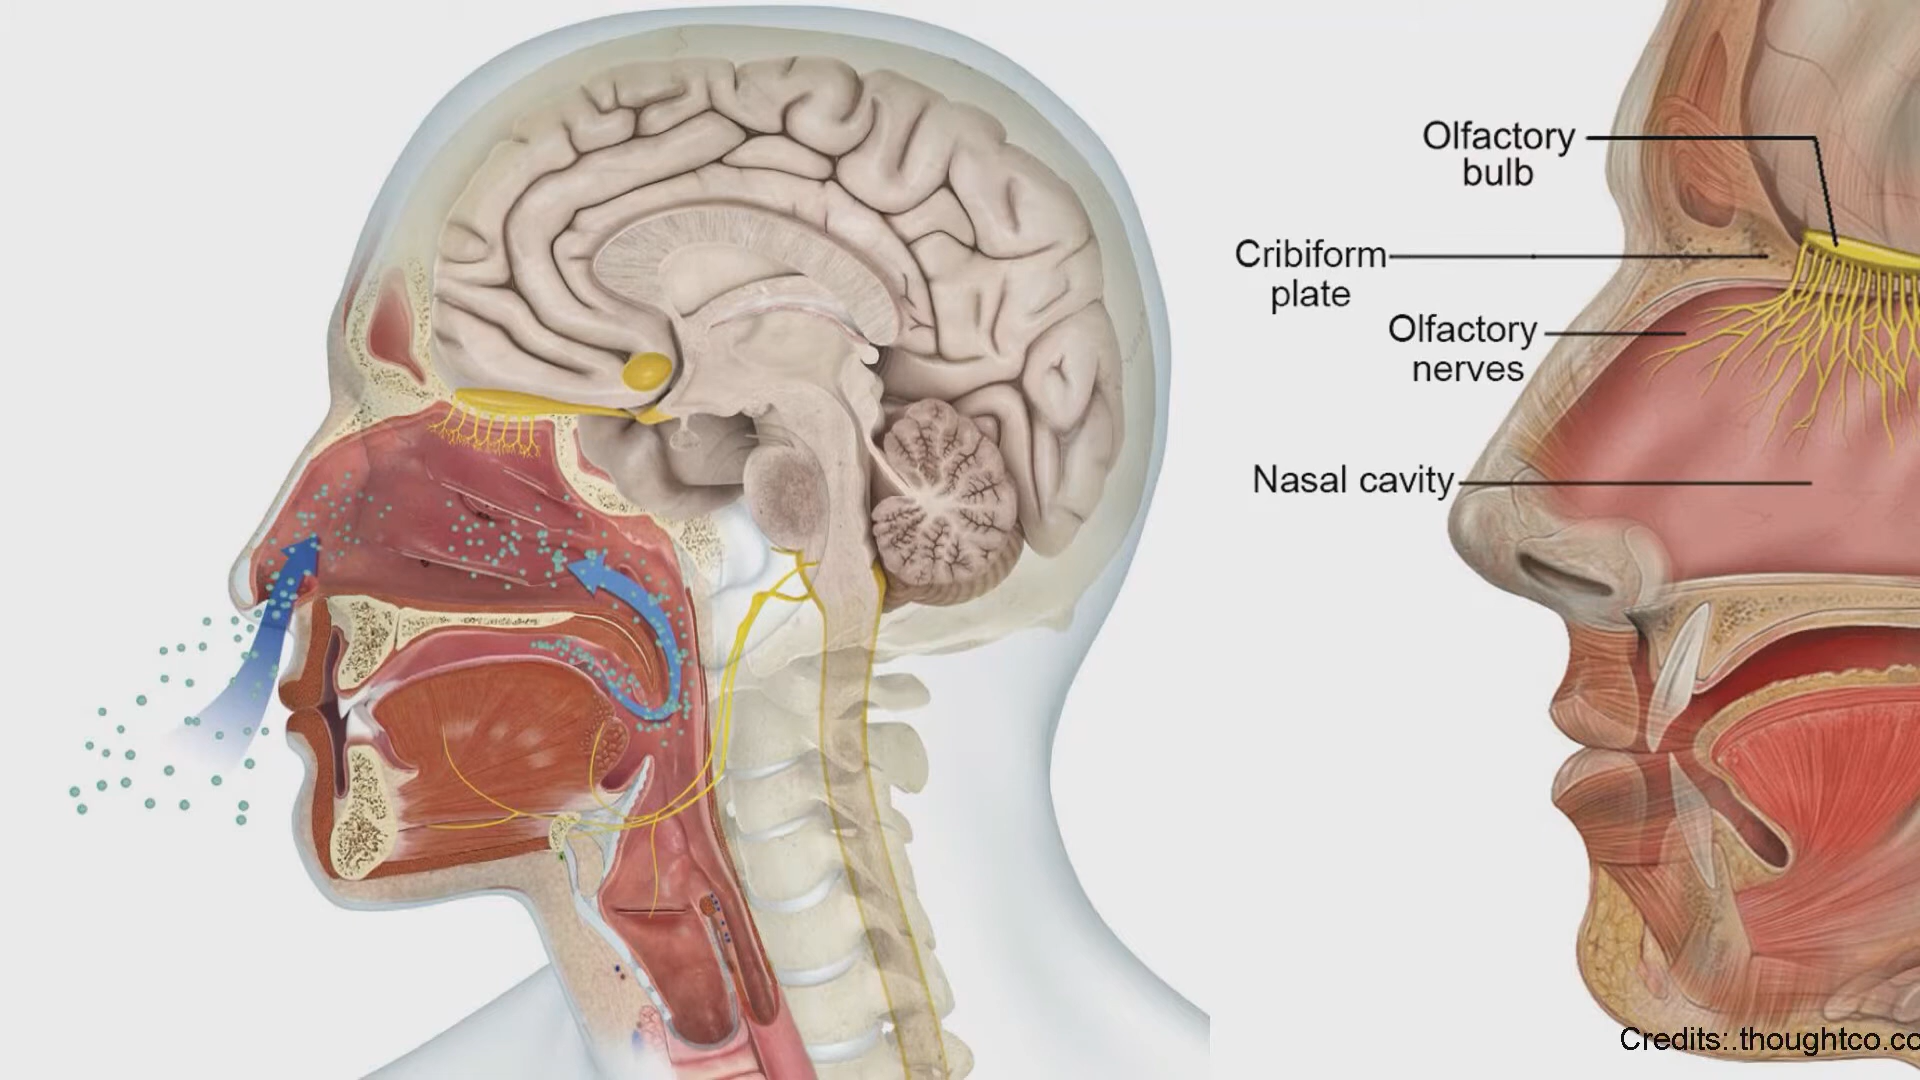 Olfactory
bulb
Cribiform
plate
Olfactory
nerves
Nasal cavity
Credits:.thoughtco.co